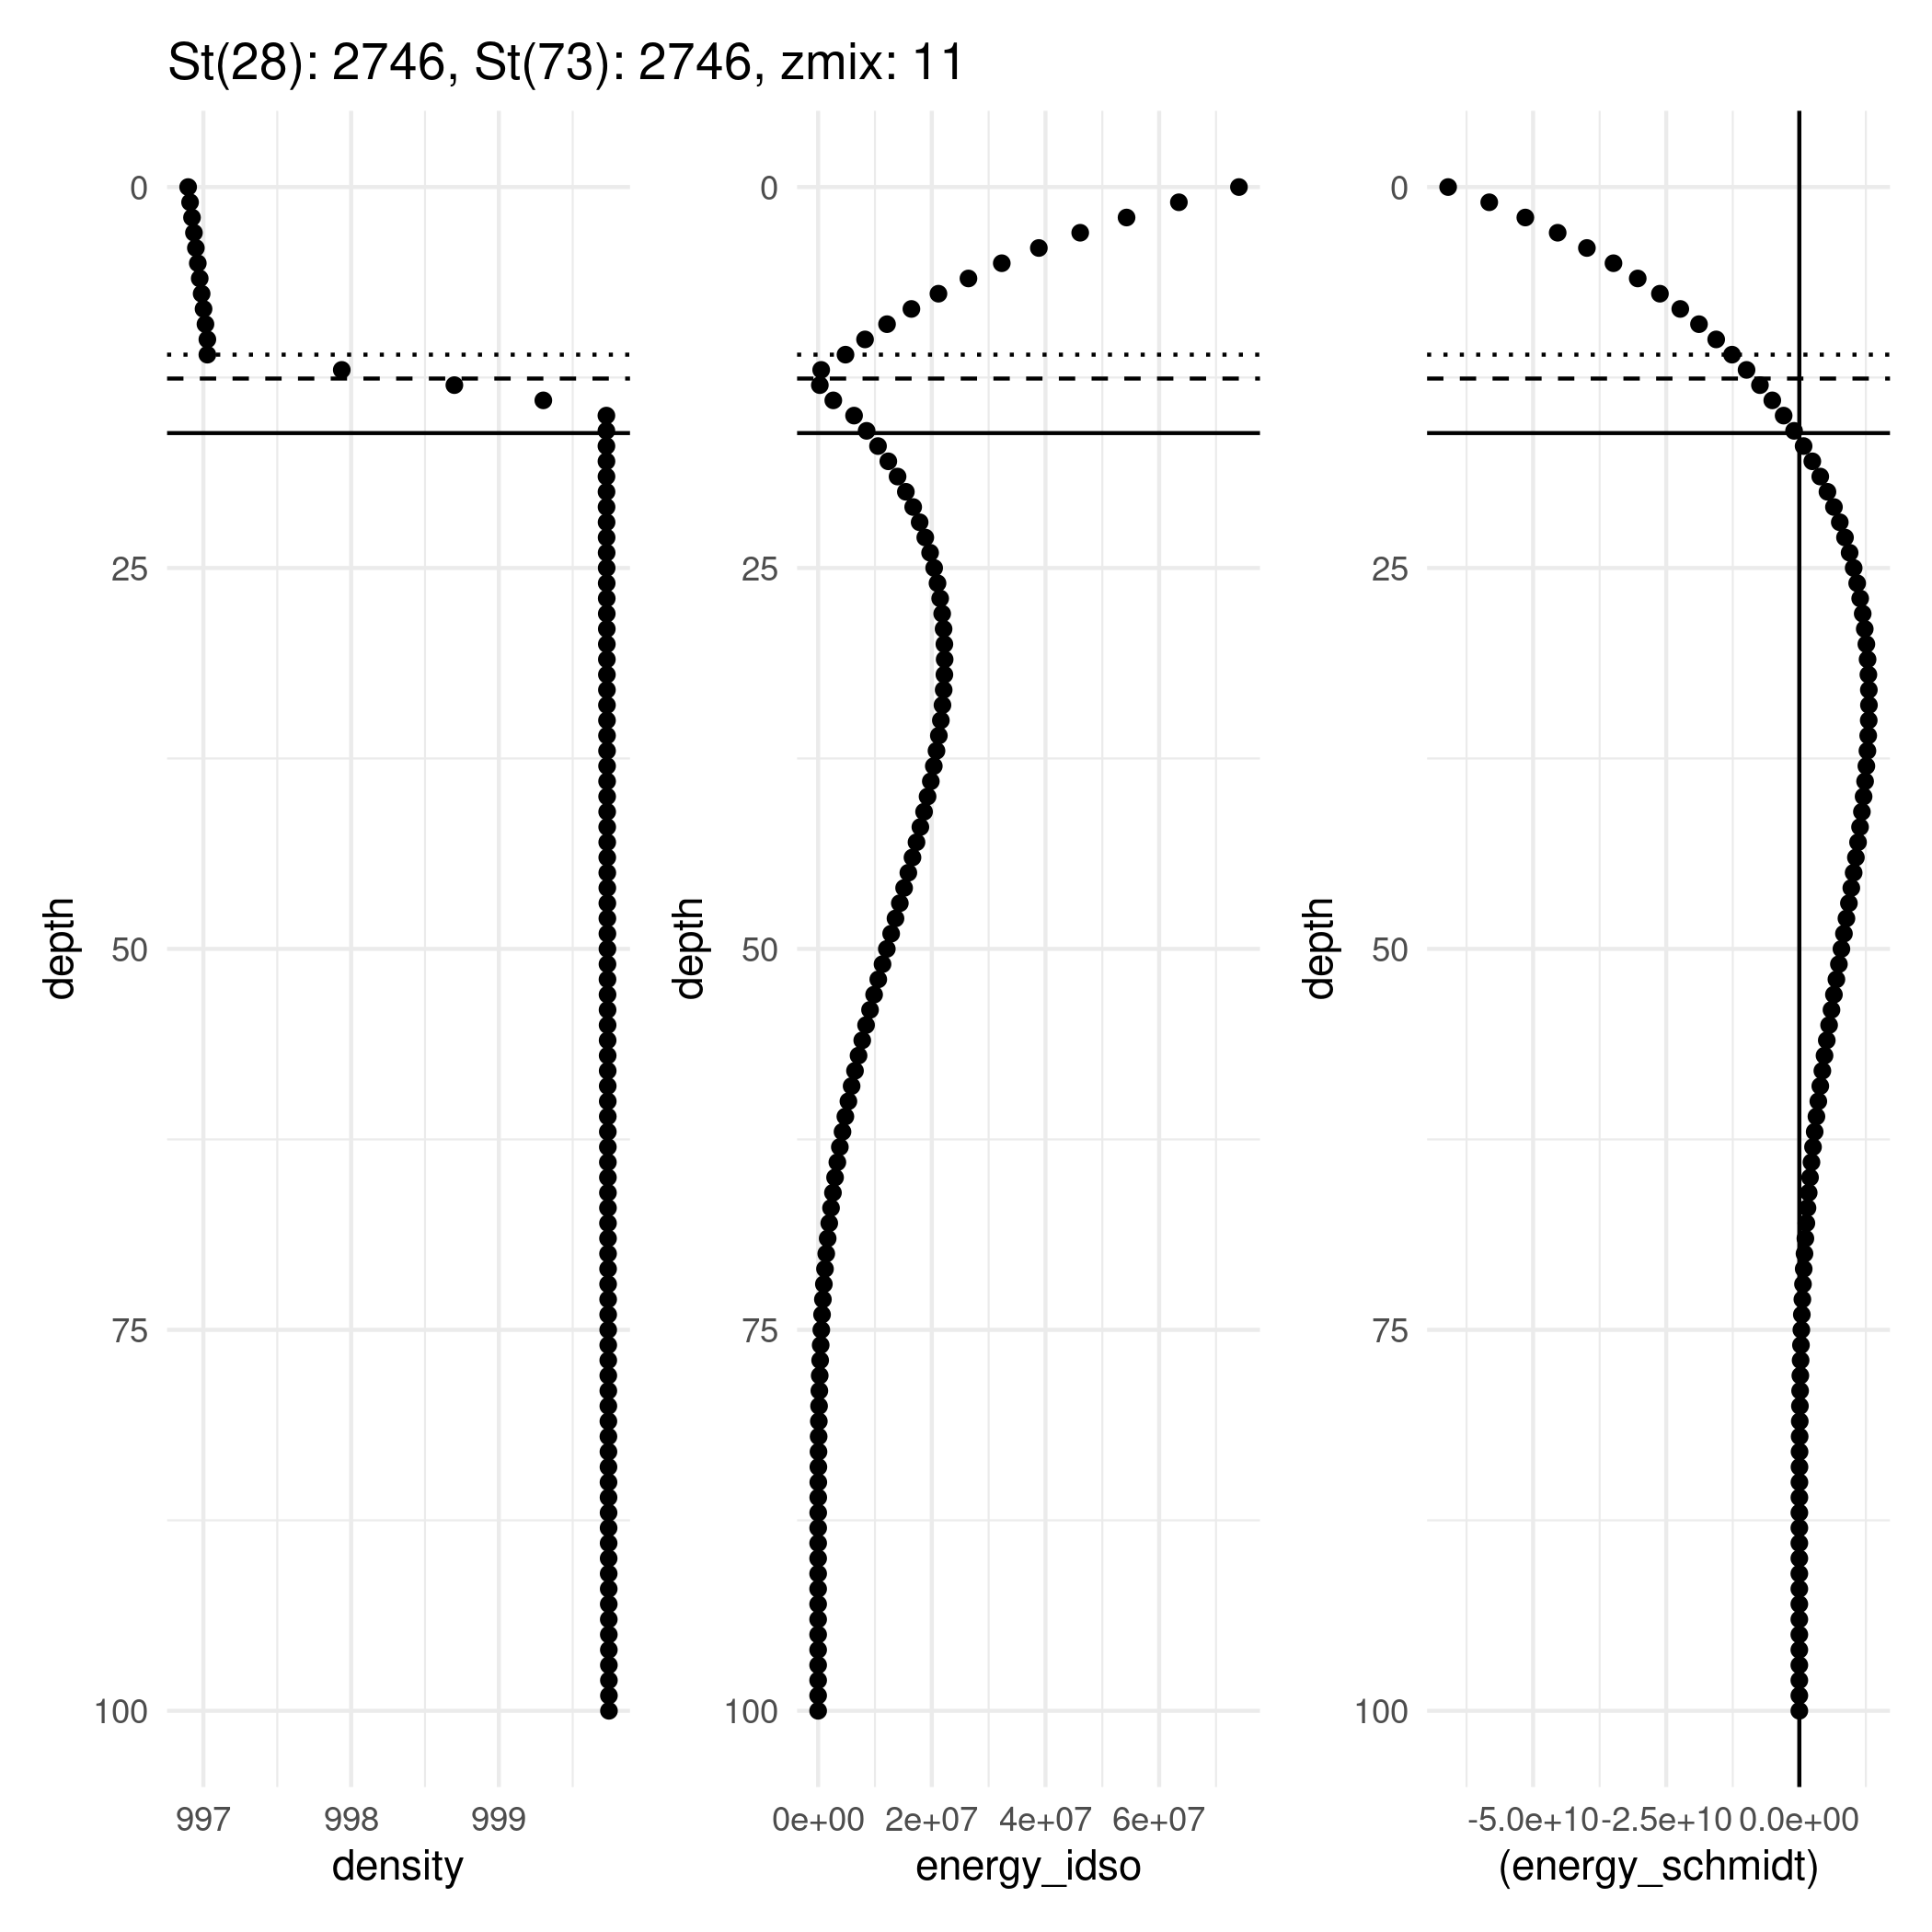 St(28): 2746, St(73): 2746, zmix: 11
0
25
50
75
100
depth
997 998 999
density
0
25
50
75
100
depth
0e+00 2e+07 4e+07 6e+07
energy_idso
0
25
50
75
100
depth
-5.0e+10 -2.5e+10 0.0e+00
(energy_schmidt)